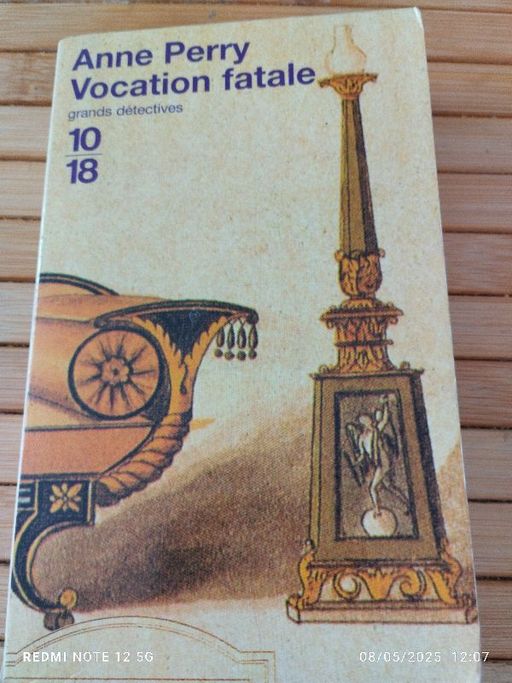 Anne Perry
Vocation fatale
grands détectives
10
18
REDMI NOTE 12 5G
08/05/2025 12:07